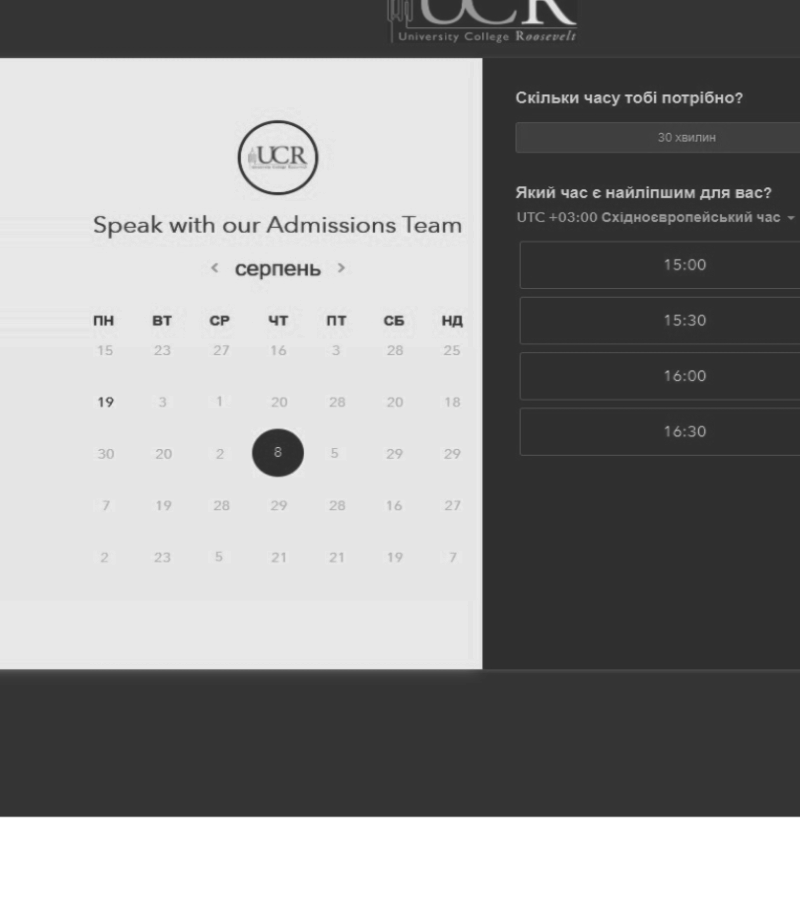 UCR
University College Roosevelt
UCR
Speak with our Admissions Team
< серпень >
ПН ВТ СР ЧТ ПТ СБ НД
15 23 27 16 3 28 25
19 3 1 20 28 20 18
30 20 2 8 5 29 29
7 19 28 29 28 16 27
2 23 5 21 21 19 7
Скільки часу тобі потрібно?
30 хвилин
Який час є найліпшим для вас?
UTC +03:00 Східноєвропейський час
15:00
15:30
16:00
16:30